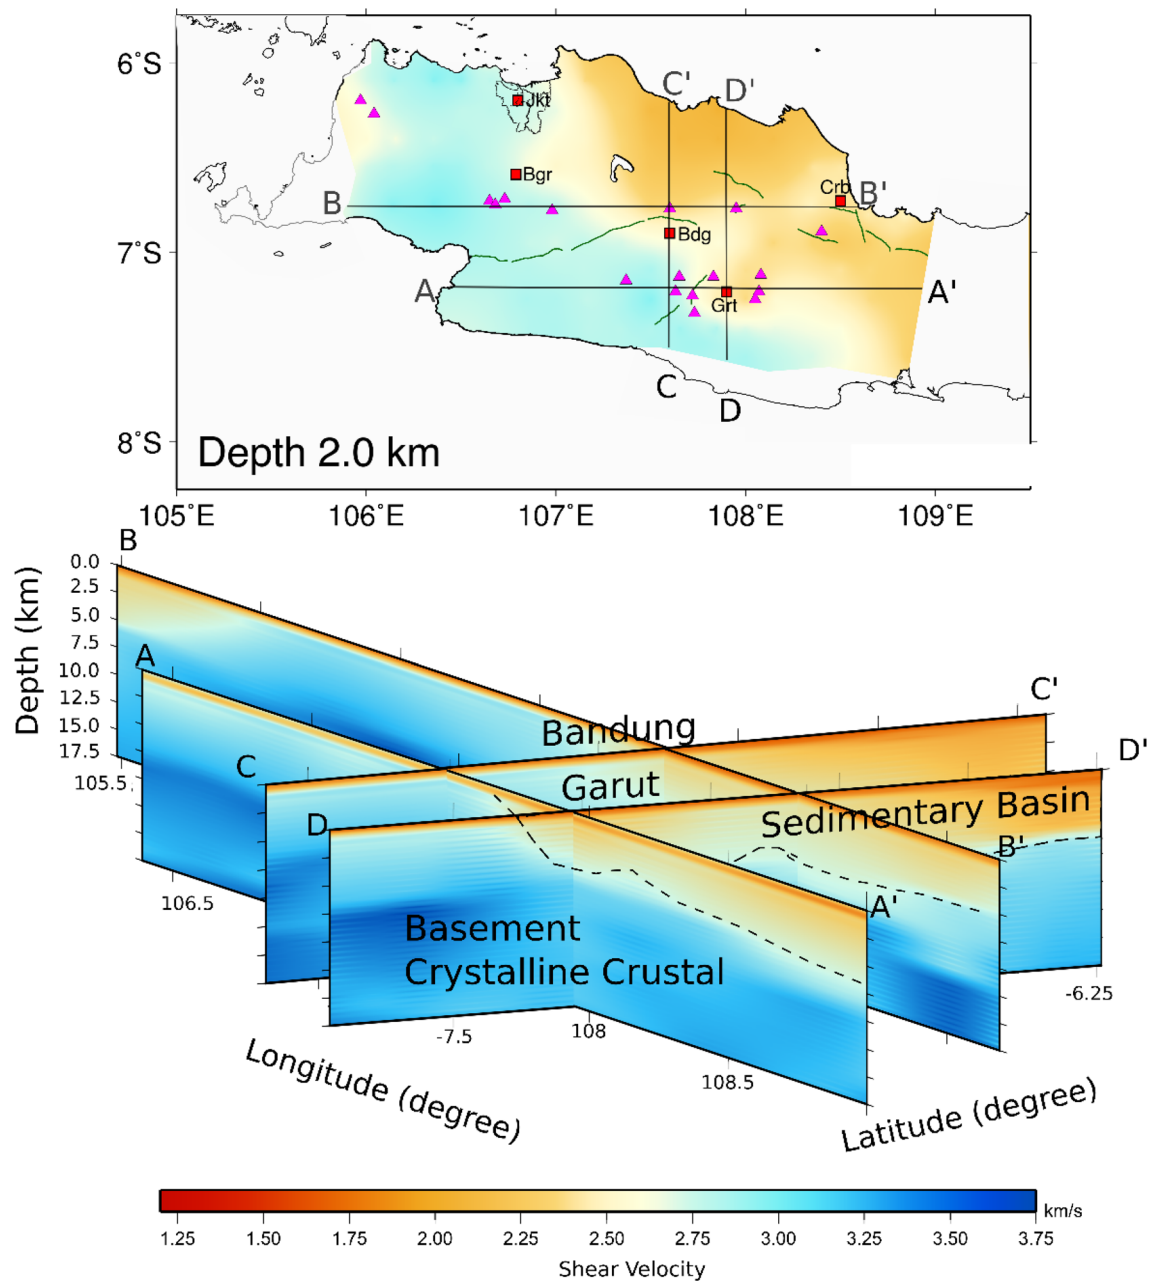 C'
D'
6°S
Jkt
Bgr
Crb
B
B'
Bdg
7°S
A
A'
Grt
C
D
8°S
Depth 2.0 km
105°E
106°E
107°E
108°E
109°E
B
Depth (km)
0.0
2.5
5.0
7.5
10.0
12.5
15.0
17.5
A
105.5
C'
Bandung
D'
C
Garut
Sedimentary Basin
D
B'
106.5
A'
Basement
Crystalline Crustal
-6.25
-7.5
108
108.5
Longitude (degree)
Latitude (degree)
km/s
1.25
1.50
1.75
2.00
2.25
2.50
2.75
3.00
3.25
3.50
3.75
Shear Velocity